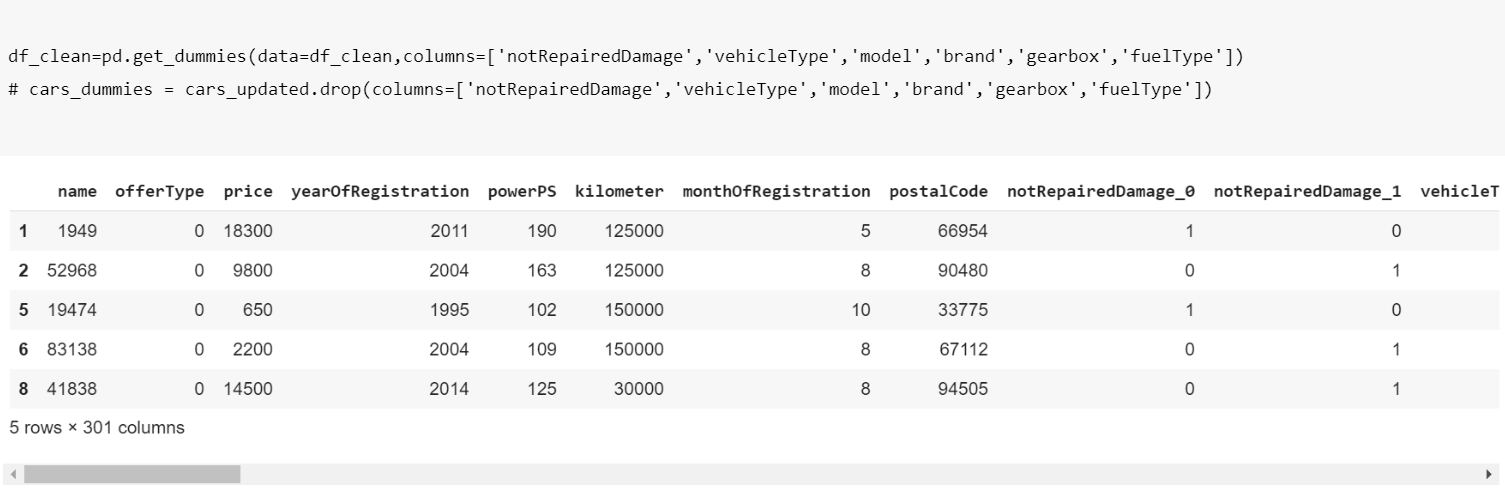 df_clean=pd.get_dummies(data=df_clean,columns=['notRepairedDamage','vehicleType','model','brand','gearbox','fuelType'])
# cars_dummies = cars_updated.drop(columns=['notRepairedDamage','vehicleType','model','brand','gearbox','fuelType'])
name offerType price yearOfRegistration powerPS kilometer monthOfRegistration postalCode notRepairedDamage_0 notRepairedDamage_1 vehicleT
1 1949 0 18300 2011 190 125000 5 66954 1 0
2 52968 0 9800 2004 163 125000 8 90480 0 1
5 19474 0 650 1995 102 150000 10 33775 1 0
6 83138 0 2200 2004 109 150000 8 67112 0 1
8 41838 0 14500 2014 125 30000 8 94505 0 1
5 rows × 301 columns